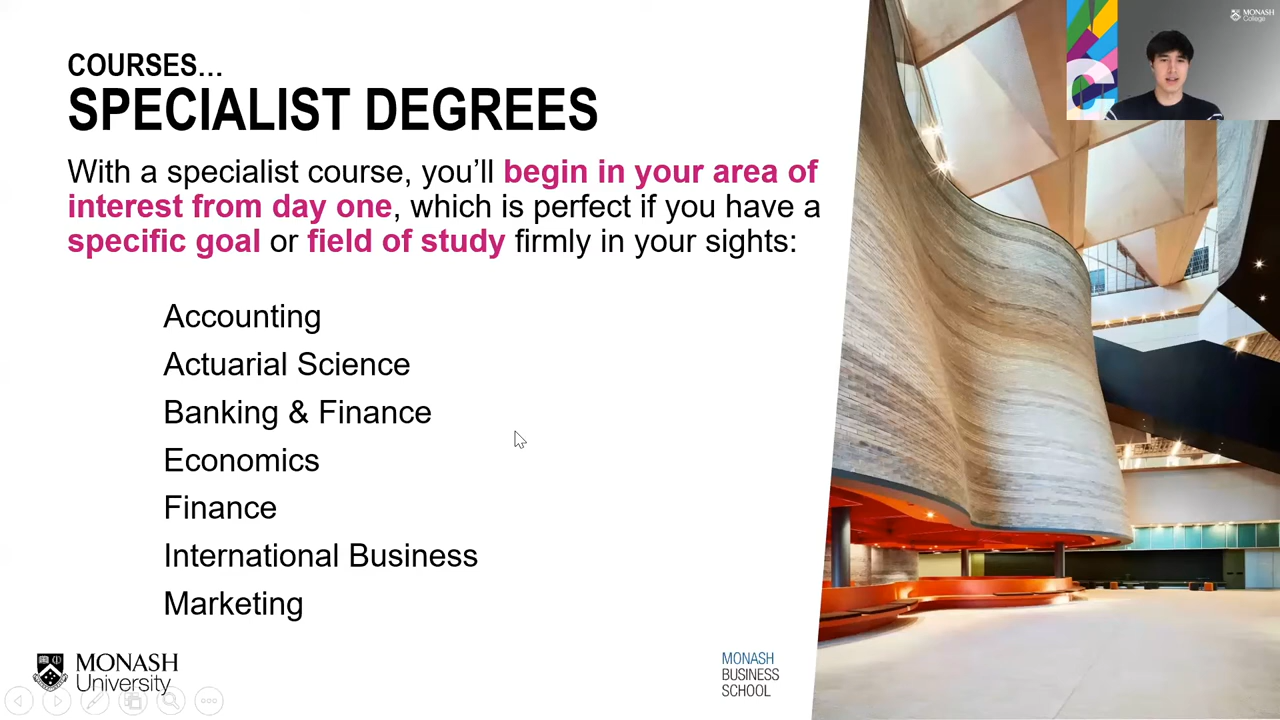 COURSES...
SPECIALIST DEGREES
With a specialist course, you’ll begin in your area of
interest from day one, which is perfect if you have a
specific goal or field of study firmly in your sights:
Accounting
Actuarial Science
Banking & Finance
Economics
Finance
International Business
Marketing
MONASH
University
MONASH
BUSINESS
SCHOOL
MONASH
College